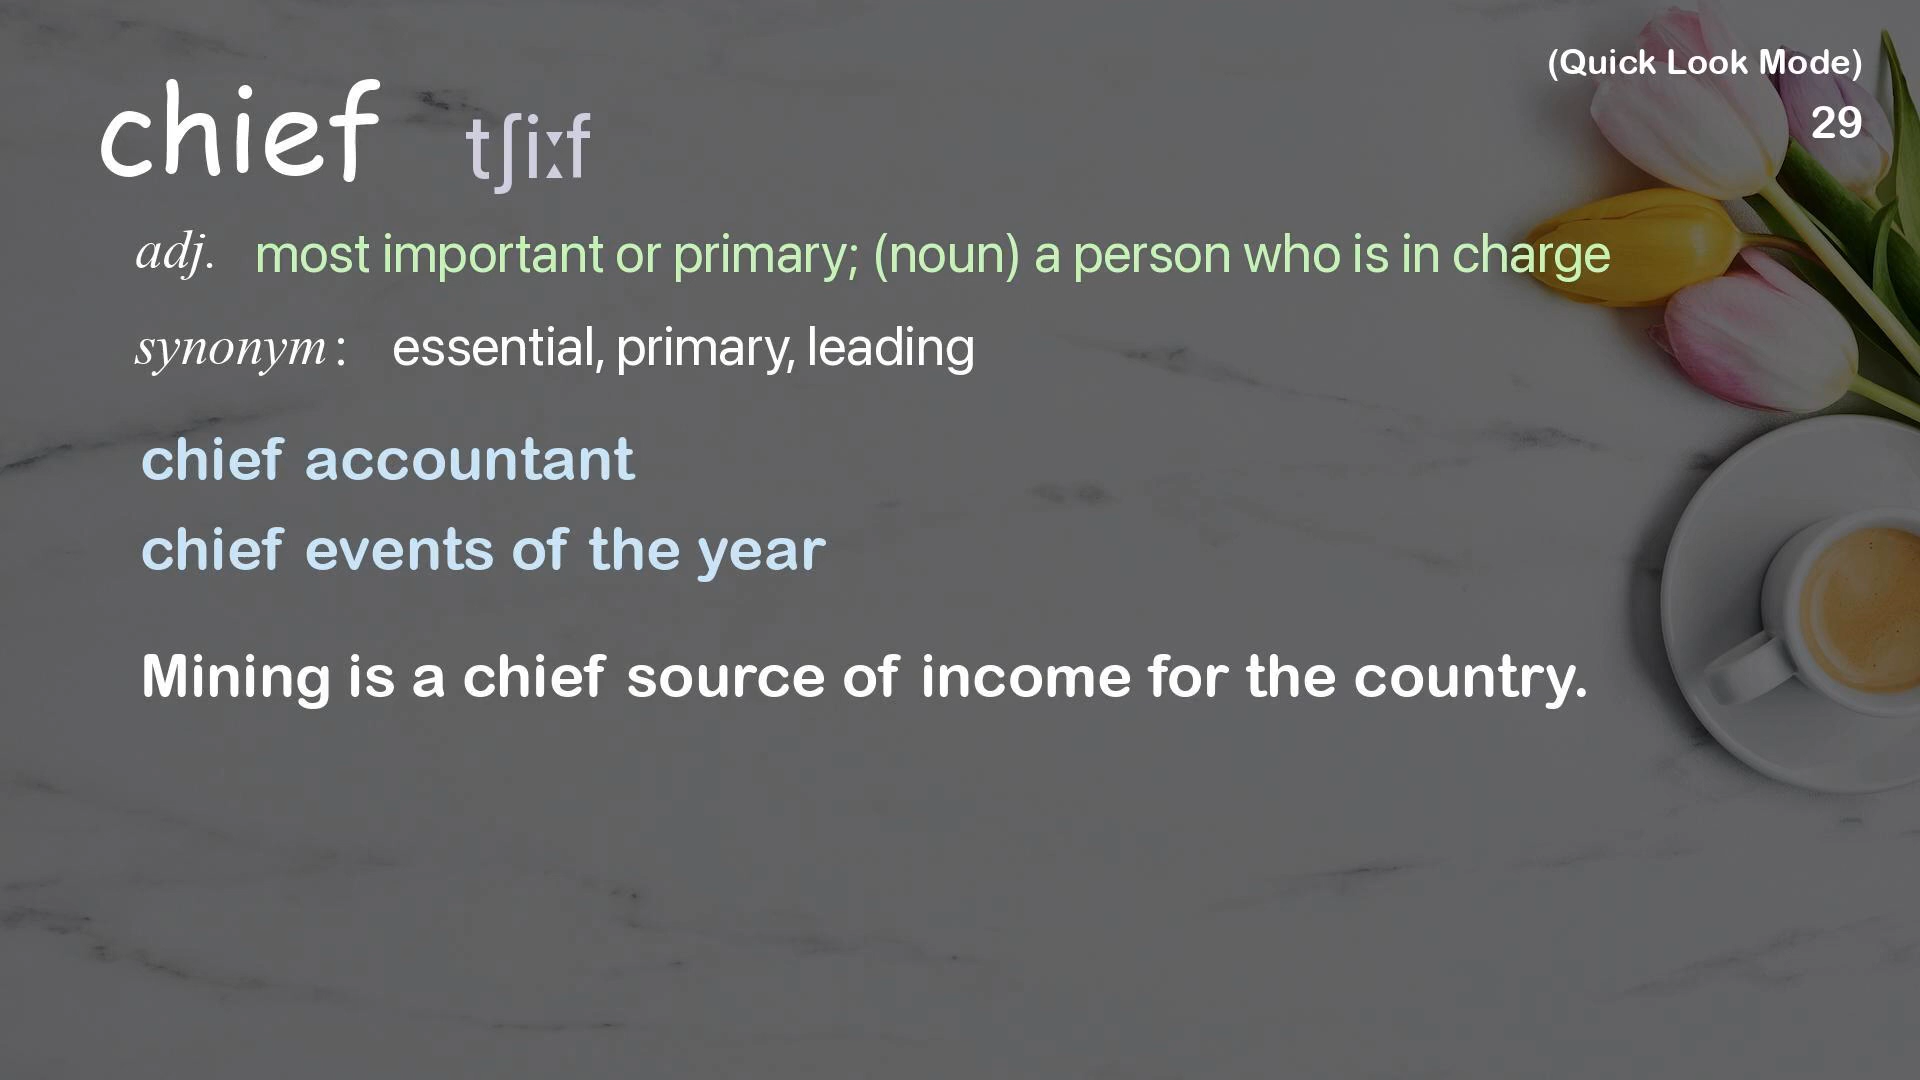 (Quick Look Mode)
29
chief tʃiːf
adj. most important or primary; (noun) a person who is in charge
synonym: essential, primary, leading
chief accountant
chief events of the year
Mining is a chief source of income for the country.